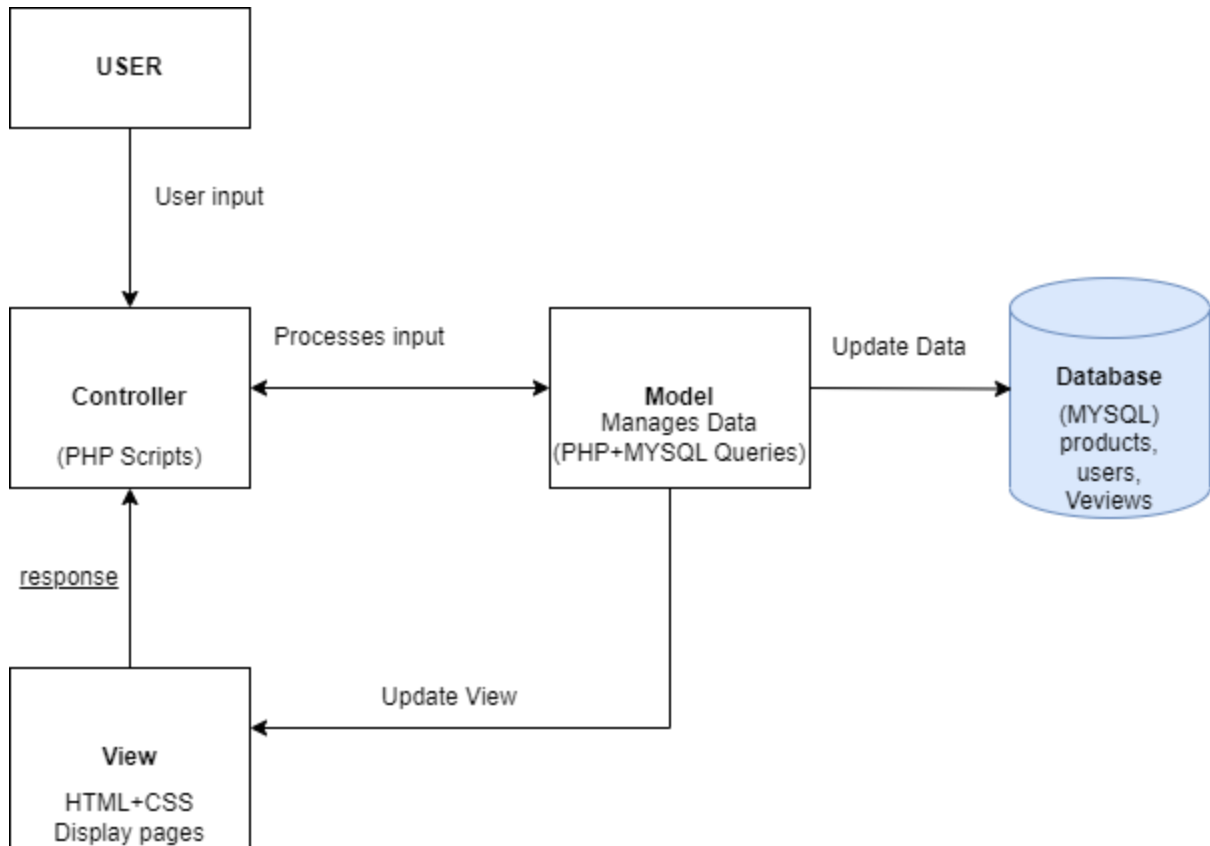 USER
User input
Processes input
Update Data
Controller
(PHP Scripts)
Model
Manages Data
(PHP+MYSQL Queries)
Database
(MYSQL)
products,
users,
Veviews
response
Update View
View
HTML+CSS
Display pages